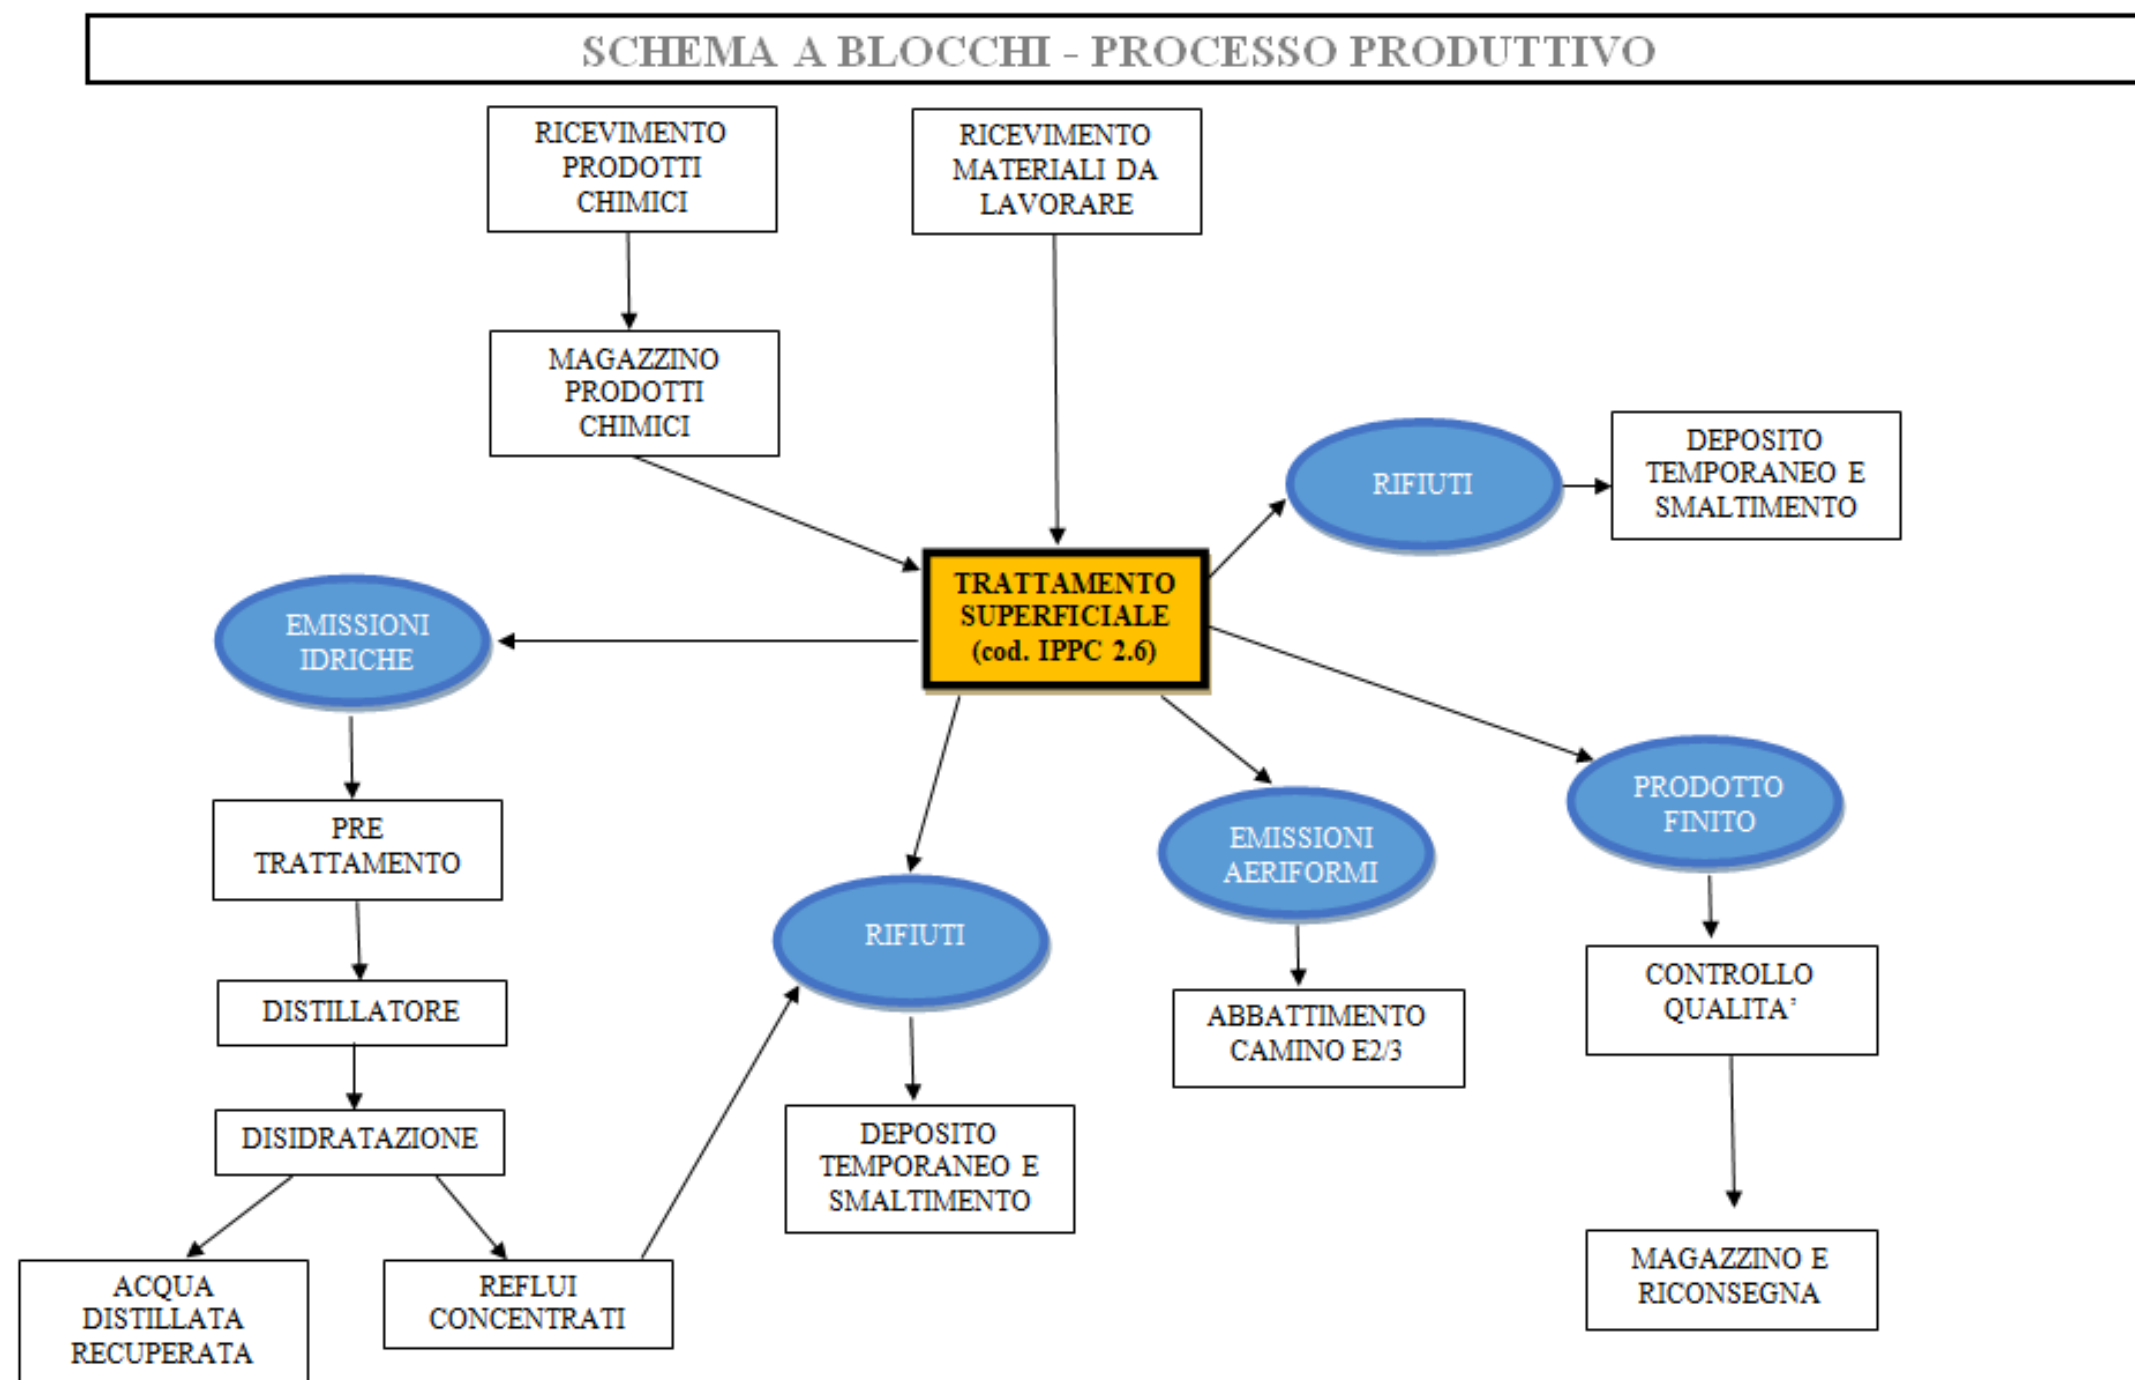 SCHEMA A BLOCCHI - PROCESSO PRODUTTIVO
RICEVIMENTO
PRODOTTI
CHIMICI
RICEVIMENTO
MATERIALI DA
LAVORARE
MAGAZZINO
PRODOTTI
CHIMICI
RIFIUTI
DEPOSITO
TEMPORANEO E
SMALTIMENTO
TRATTAMENTO
SUPERFICIALE
(cod. IPPC 2.6)
EMISSIONI
IDRICHE
PRE
TRATTAMENTO
DISTILLATORE
DISIDRATAZIONE
ACQUA
DISTILLATA
RECUPERATA
REFLUI
CONCENTRATI
RIFIUTI
DEPOSITO
TEMPORANEO E
SMALTIMENTO
EMISSIONI
AERIFORMI
ABBATTIMENTO
CAMINO E2/3
PRODOTTO
FINITO
CONTROLLO
QUALITA’
MAGAZZINO E
RICONSEGNA